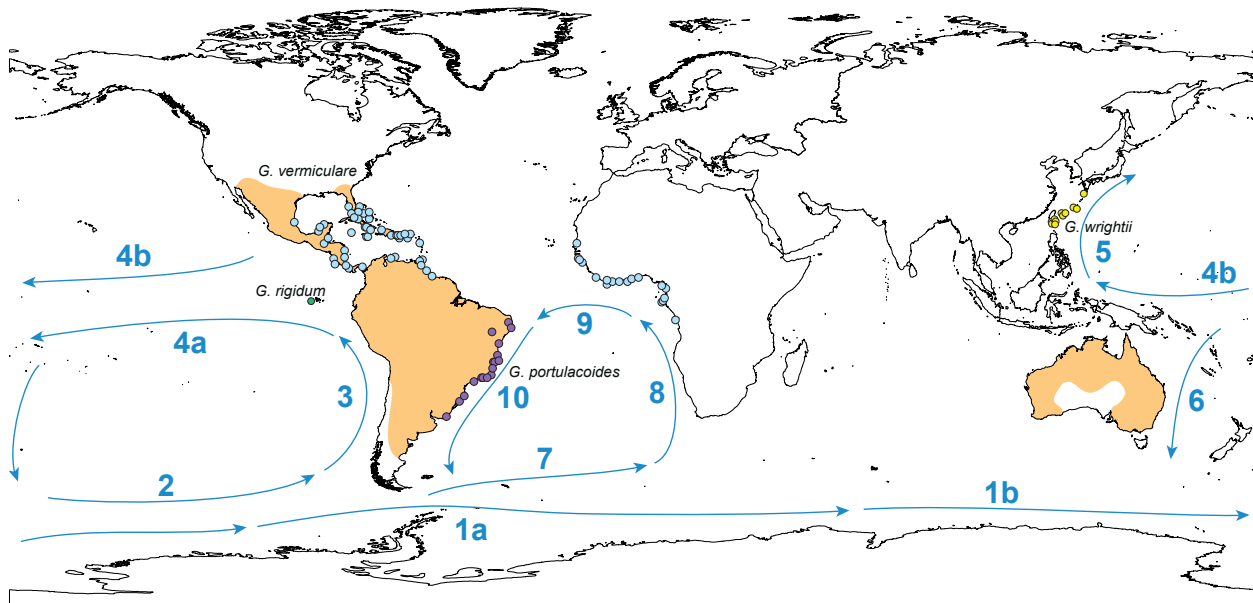 G. vermiculare
G. wrightii
5
4b
4b
G. rigidum
9
4a
G. portulacoides
3
10
8
6
7
2
1b
1a